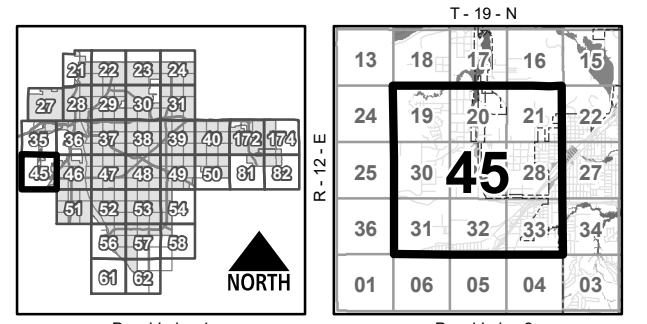 T - 19 - N
21 22 23 24
27 28 29 30 31
35 36 37 38 39 40 172 174
45 46 47 48 49 50 81 82
51 52 53 54
56 57 58
61 62
NORTH
R - 12 - E
13 18 17 16 15
24 19 20 21 22
25 30 45 28 27
36 31 32 33 34
01 06 05 04 03